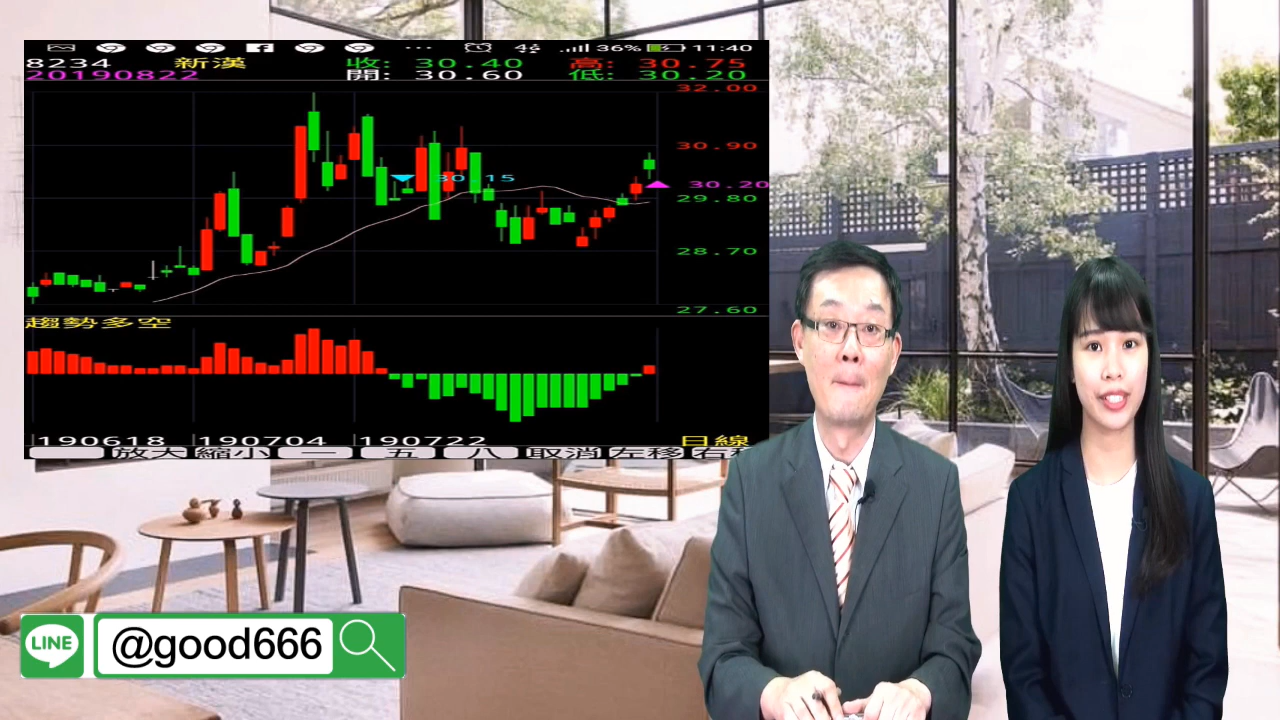 36% 11:40
8234 新漢 收: 30.40 高: 30.75
20190822 開: 30.60 低: 30.20
32.00
30.90
30.15
30.20
29.80
28.70
27.60
趨勢多空
190618 190704 190722 日線
放大 縮小 一 五 八 取消 左移 右移
LINE @good666